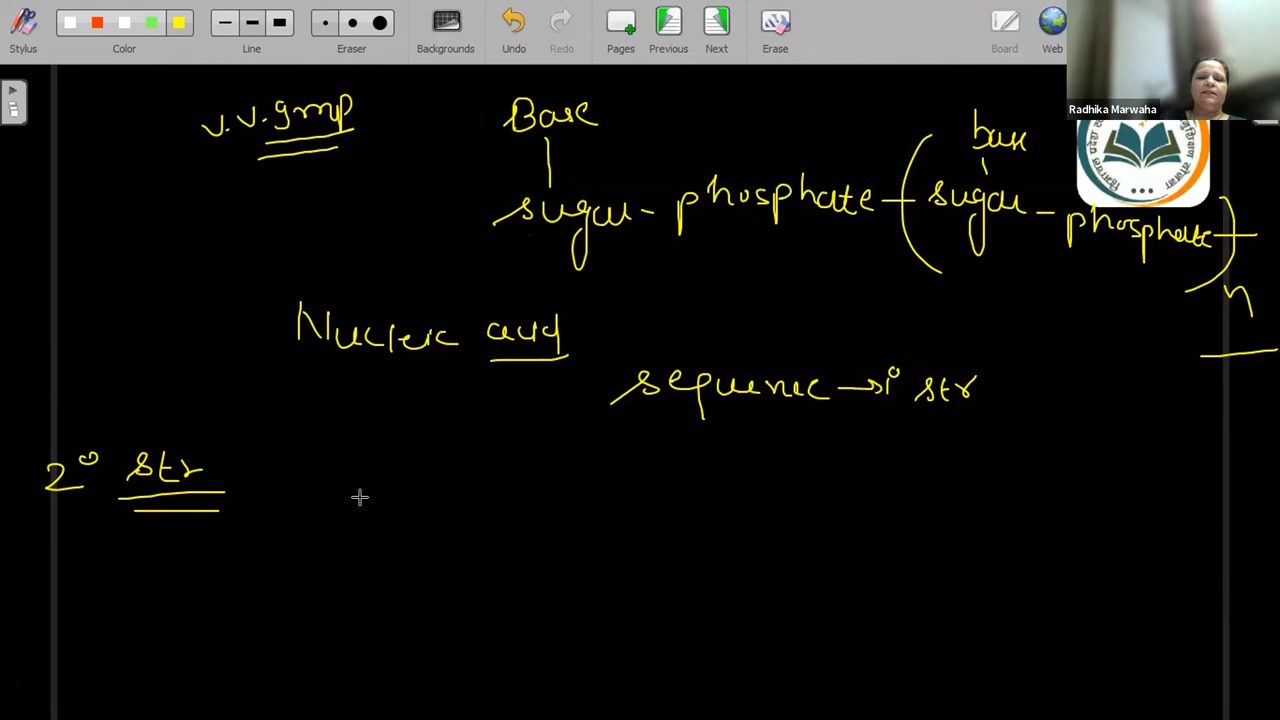 Stylus
Color
Line
Eraser
Backgrounds
Undo
Redo
Pages
Previous
Next
Erase
Board
Web
Radhika Marwaha
v.v. Imp
Base
base
sugar - phosphate - ( sugar - phosphate ) n
Nucleic acid
sequence → 1° str
2° str